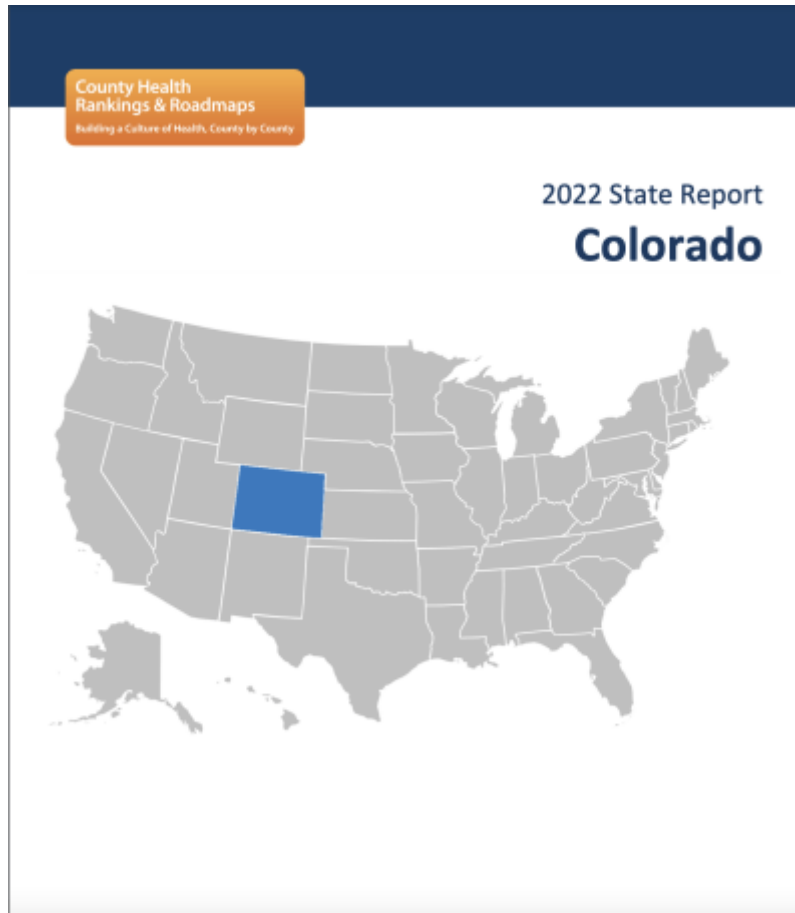 County Health
Rankings & Roadmaps
Building a Culture of Health, County by County
2022 State Report
Colorado